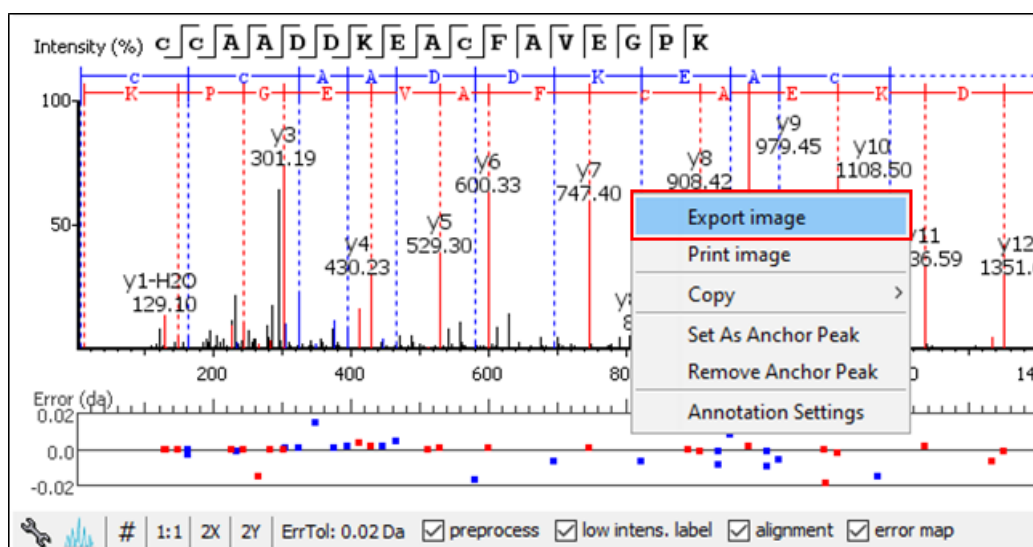 Intensity (%) c c A A D D K E A c F A V E G P K
c c A A D D K E A c
K P G E V A F c A E K D
100
y9
979.45
y3
301.19
y10
1108.50
y6
600.33
y7
747.40
y8
908.42
Export image
50
y5
529.30
y4
430.23
Print image
y12
y1-H2O
129.10
Copy >
Set As Anchor Peak
Remove Anchor Peak
200 400 600
Error (da)
Annotation Settings
0.02
0.0
-0.02
# 1:1 2X 2Y ErrTol: 0.02 Da preprocess low intens. label alignment error map